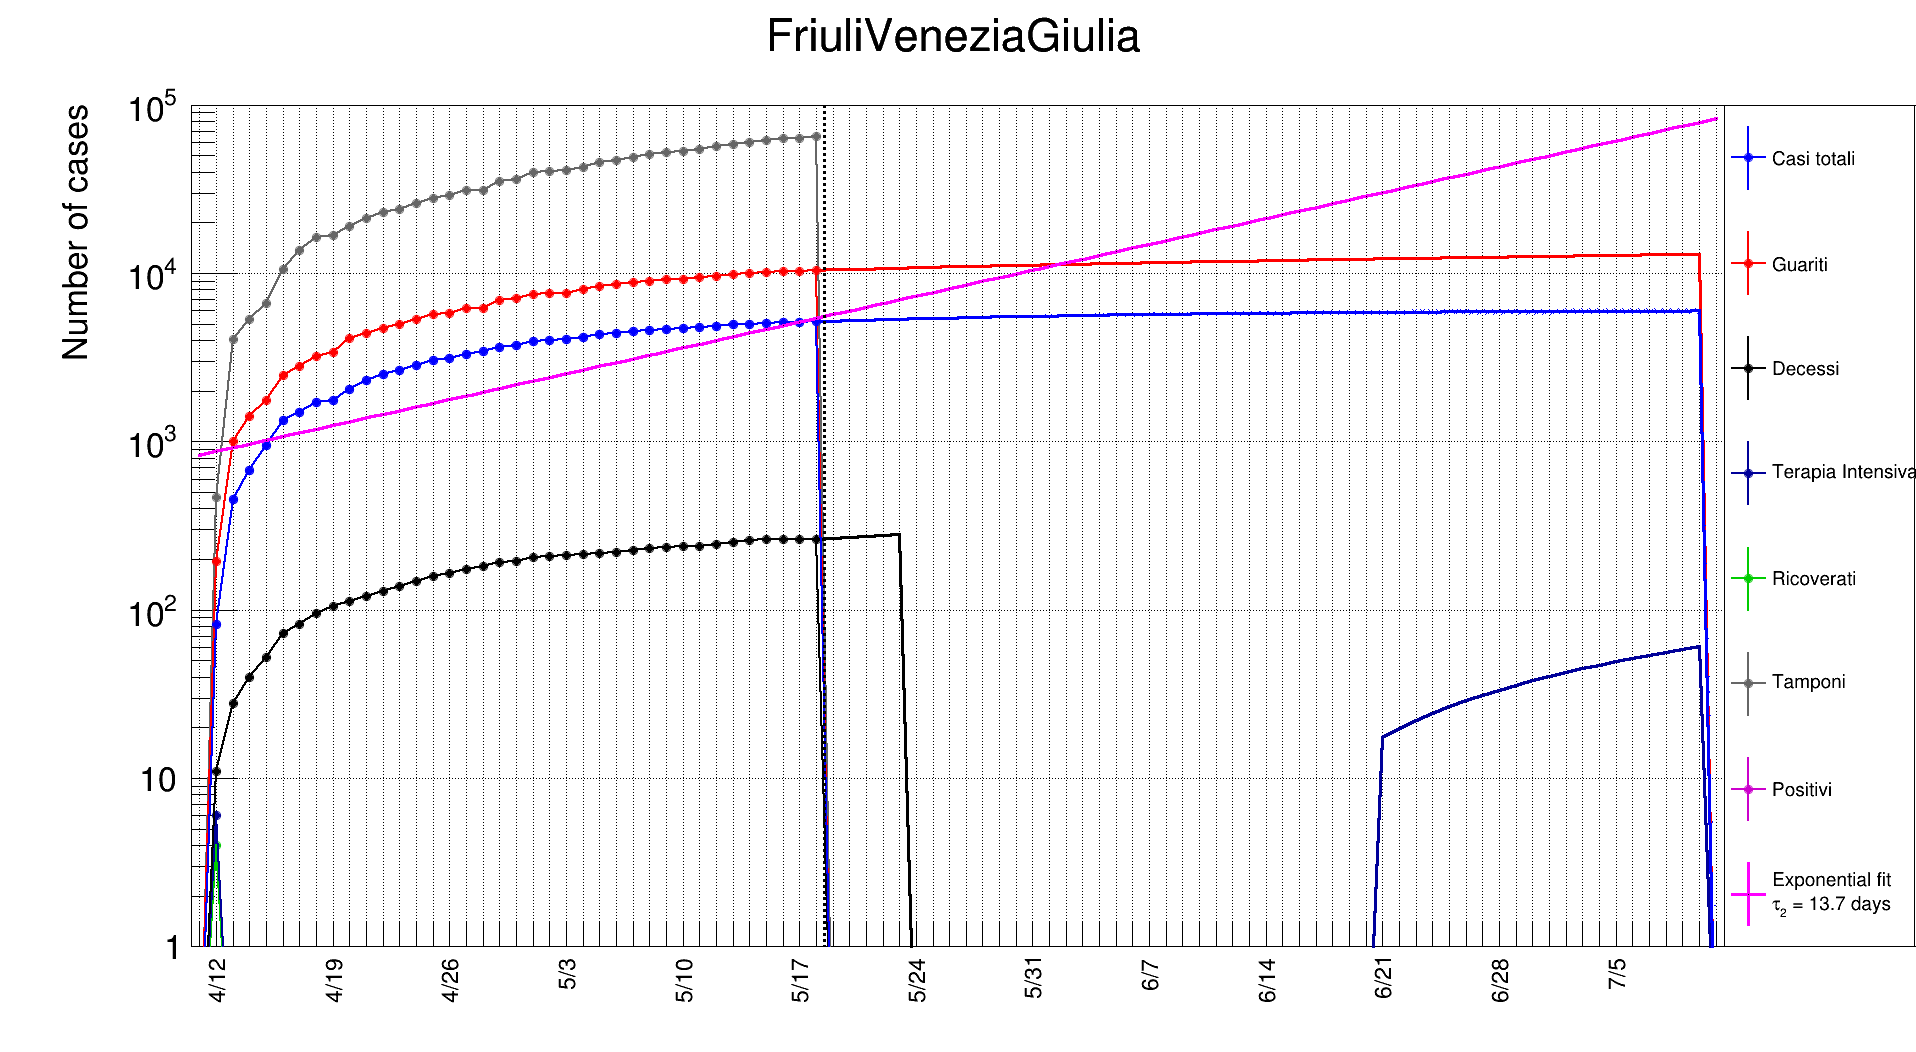 FriuliVeneziaGiulia
Number of cases
10^5
10^4
10^3
10^2
10
1
4/12
4/19
4/26
5/3
5/10
5/17
5/24
5/31
6/7
6/14
6/21
6/28
7/5
Casi totali
Guariti
Decessi
Terapia Intensiva
Ricoverati
Tamponi
Positivi
Exponential fit
τ_2 = 13.7 days